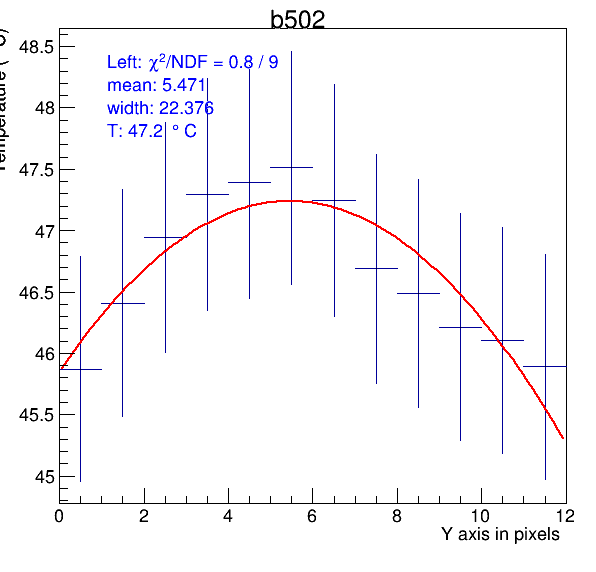 b502
Temperature (°C)
Left: χ²/NDF = 0.8 / 9
mean: 5.471
width: 22.376
T: 47.2 ° C
48.5
48
47.5
47
46.5
46
45.5
45
0 2 4 6 8 10 12
Y axis in pixels